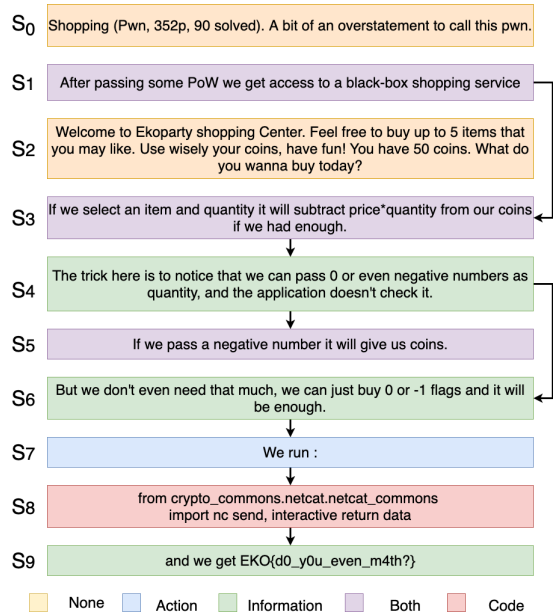 S0 Shopping (Pwn, 352p, 90 solved). A bit of an overstatement to call this pwn.
S1 After passing some PoW we get access to a black-box shopping service
Welcome to Ekoparty shopping Center. Feel free to buy up to 5 items that
S2 you may like. Use wisely your coins, have fun! You have 50 coins. What do
you wanna buy today?
S3 If we select an item and quantity it will subtract price*quantity from our coins
if we had enough.
S4 The trick here is to notice that we can pass 0 or even negative numbers as
quantity, and the application doesn't check it.
S5 If we pass a negative number it will give us coins.
S6 But we don't even need that much, we can just buy 0 or -1 flags and it will
be enough.
S7 We run :
S8 from crypto_commons.netcat.netcat_commons
import nc send, interactive return data
S9 and we get EKO{d0_y0u_even_m4th?}
None Action Information Both Code